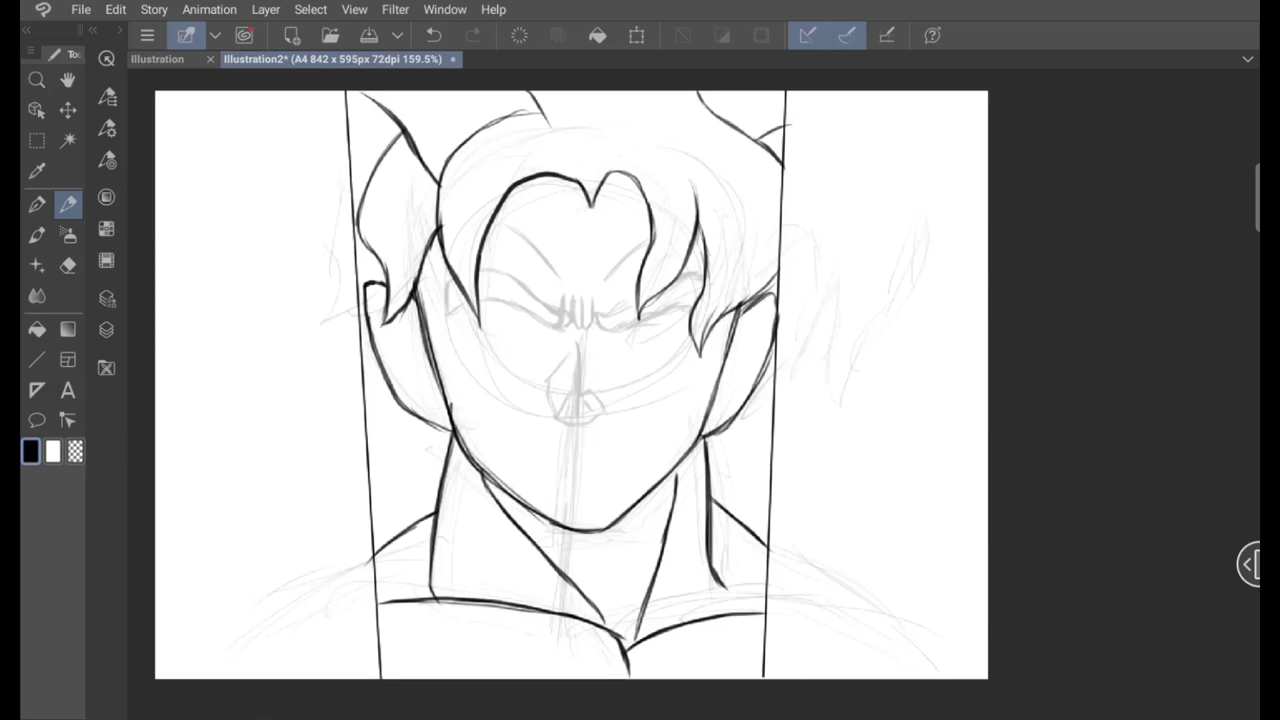 File Edit Story Animation Layer Select View Filter Window Help
Illustration Illustration2* (A4 842 x 595px 72dpi 159.5%)
A